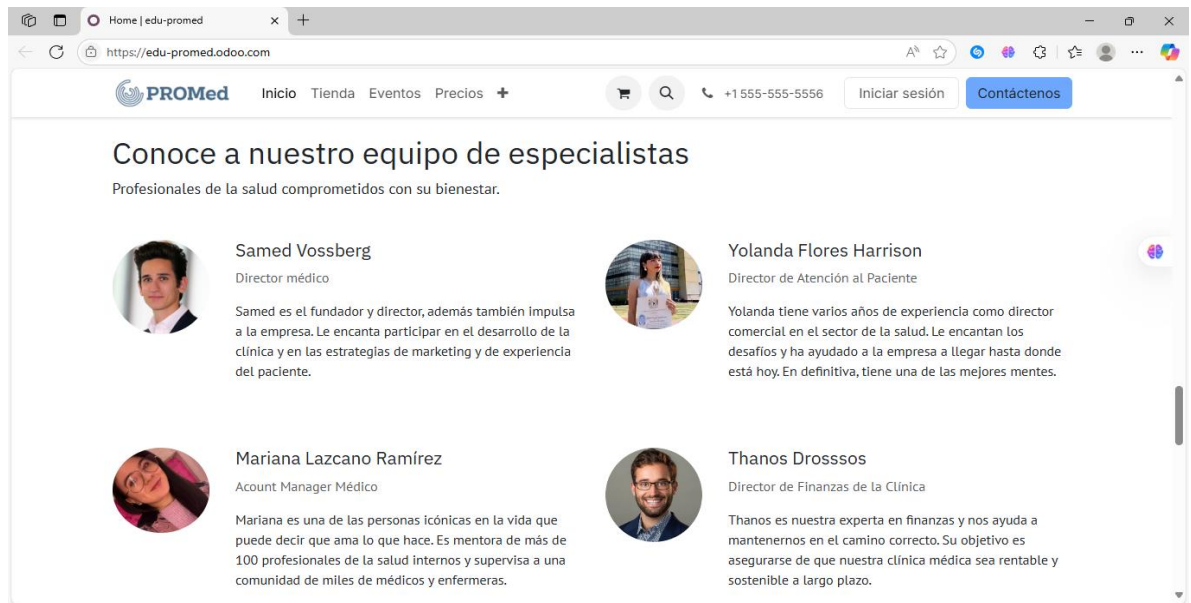 Home | edu-promed
https://edu-promed.odoo.com
PROMed Inicio Tienda Eventos Precios + +1 555-555-5556 Iniciar sesión Contáctenos
Conoce a nuestro equipo de especialistas
Profesionales de la salud comprometidos con su bienestar.
Samed Vossberg
Director médico
Samed es el fundador y director, además también impulsa
a la empresa. Le encanta participar en el desarrollo de la
clínica y en las estrategias de marketing y de experiencia
del paciente.
Yolanda Flores Harrison
Director de Atención al Paciente
Yolanda tiene varios años de experiencia como director
comercial en el sector de la salud. Le encantan los
desafíos y ha ayudado a la empresa a llegar hasta donde
está hoy. En definitiva, tiene una de las mejores mentes.
Mariana Lazcano Ramírez
Acount Manager Médico
Mariana es una de las personas icónicas en la vida que
puede decir que ama lo que hace. Es mentora de más de
100 profesionales de la salud internos y supervisa a una
comunidad de miles de médicos y enfermeras.
Thanos Drosssos
Director de Finanzas de la Clínica
Thanos es nuestra experta en finanzas y nos ayuda a
mantenernos en el camino correcto. Su objetivo es
asegurarse de que nuestra clínica médica sea rentable y
sostenible a largo plazo.